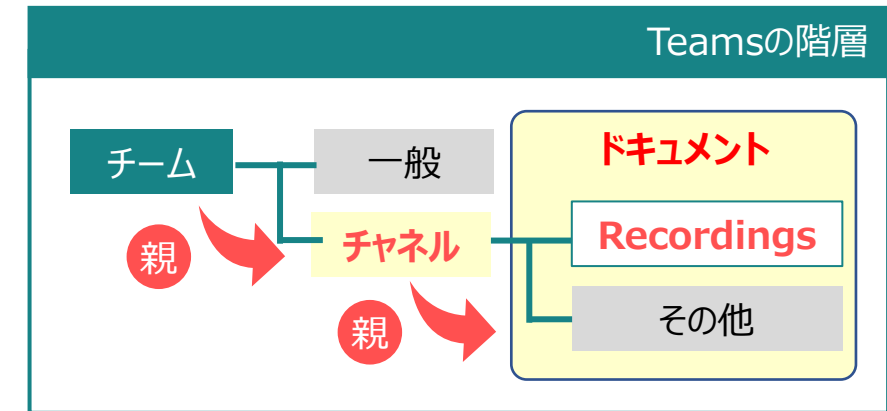 Teamsの階層
チーム
一般
ドキュメント
親
チャネル
Recordings
親
その他